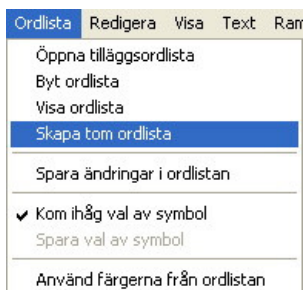 Ordlista Redigera Visa Text Ram
Öppna tilläggsordlista
Byt ordlista
Visa ordlista
Skapa tom ordlista
Spara ändringar i ordlistan
Kom ihåg val av symbol
Spara val av symbol
Använd färgerna från ordlistan